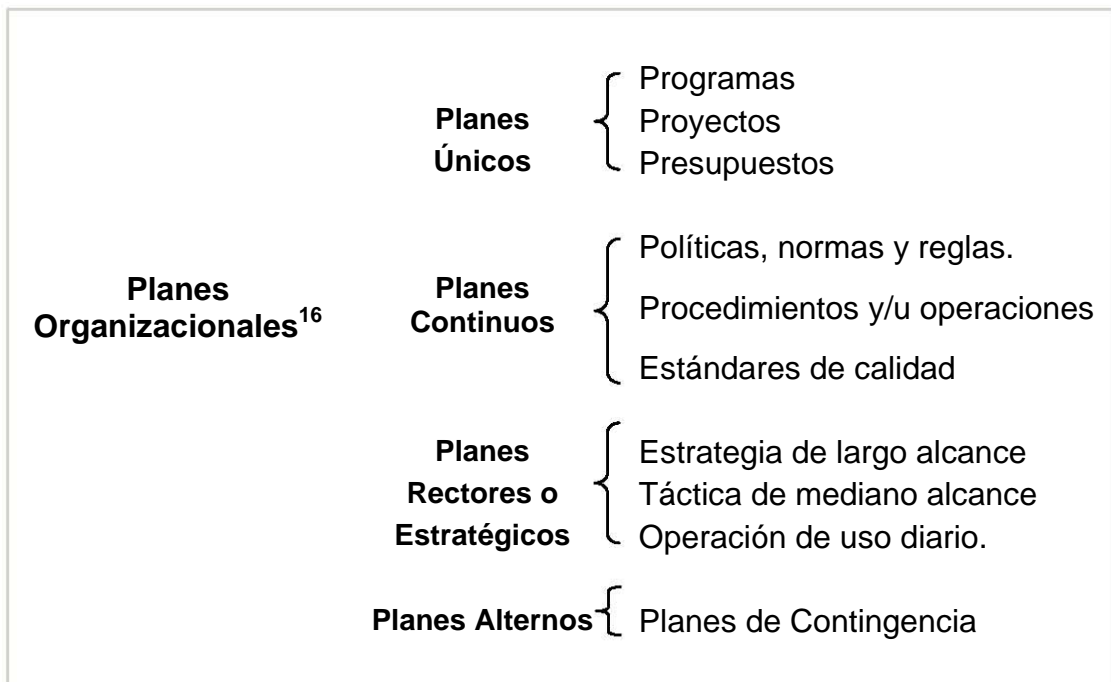 Planes
Organizacionales16
Planes
Únicos
Programas
Proyectos
Presupuestos
Planes
Continuos
Políticas, normas y reglas.
Procedimientos y/u operaciones
Estándares de calidad
Planes
Rectores o
Estratégicos
Estrategia de largo alcance
Táctica de mediano alcance
Operación de uso diario.
Planes Alternos
Planes de Contingencia